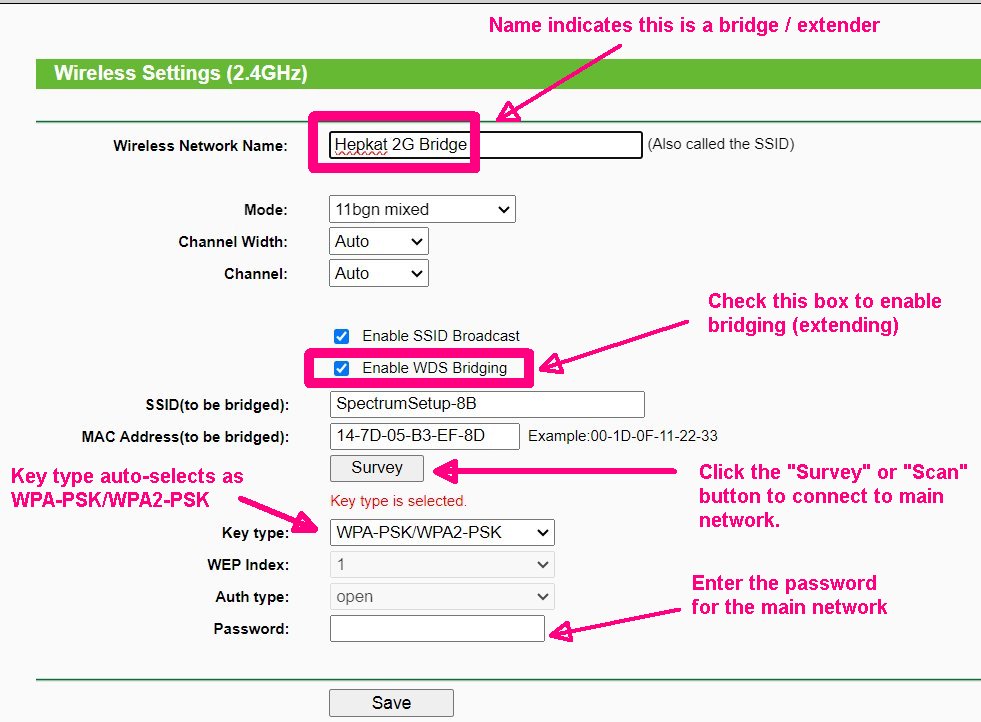 Name indicates this is a bridge / extender
Wireless Settings (2.4GHz)
Wireless Network Name: Hepkat 2G Bridge (Also called the SSID)
Mode: 11bgn mixed
Channel Width: Auto
Channel: Auto
Check this box to enable
bridging (extending)
Enable SSID Broadcast
Enable WDS Bridging
SSID(to be bridged): SpectrumSetup-8B
MAC Address(to be bridged): 14-7D-05-B3-EF-8D Example:00-1D-0F-11-22-33
Survey
Click the "Survey" or "Scan"
button to connect to main
network.
Key type auto-selects as
WPA-PSK/WPA2-PSK
Key type is selected.
Key type: WPA-PSK/WPA2-PSK
WEP Index: 1
Auth type: open
Enter the password
for the main network
Password:
Save